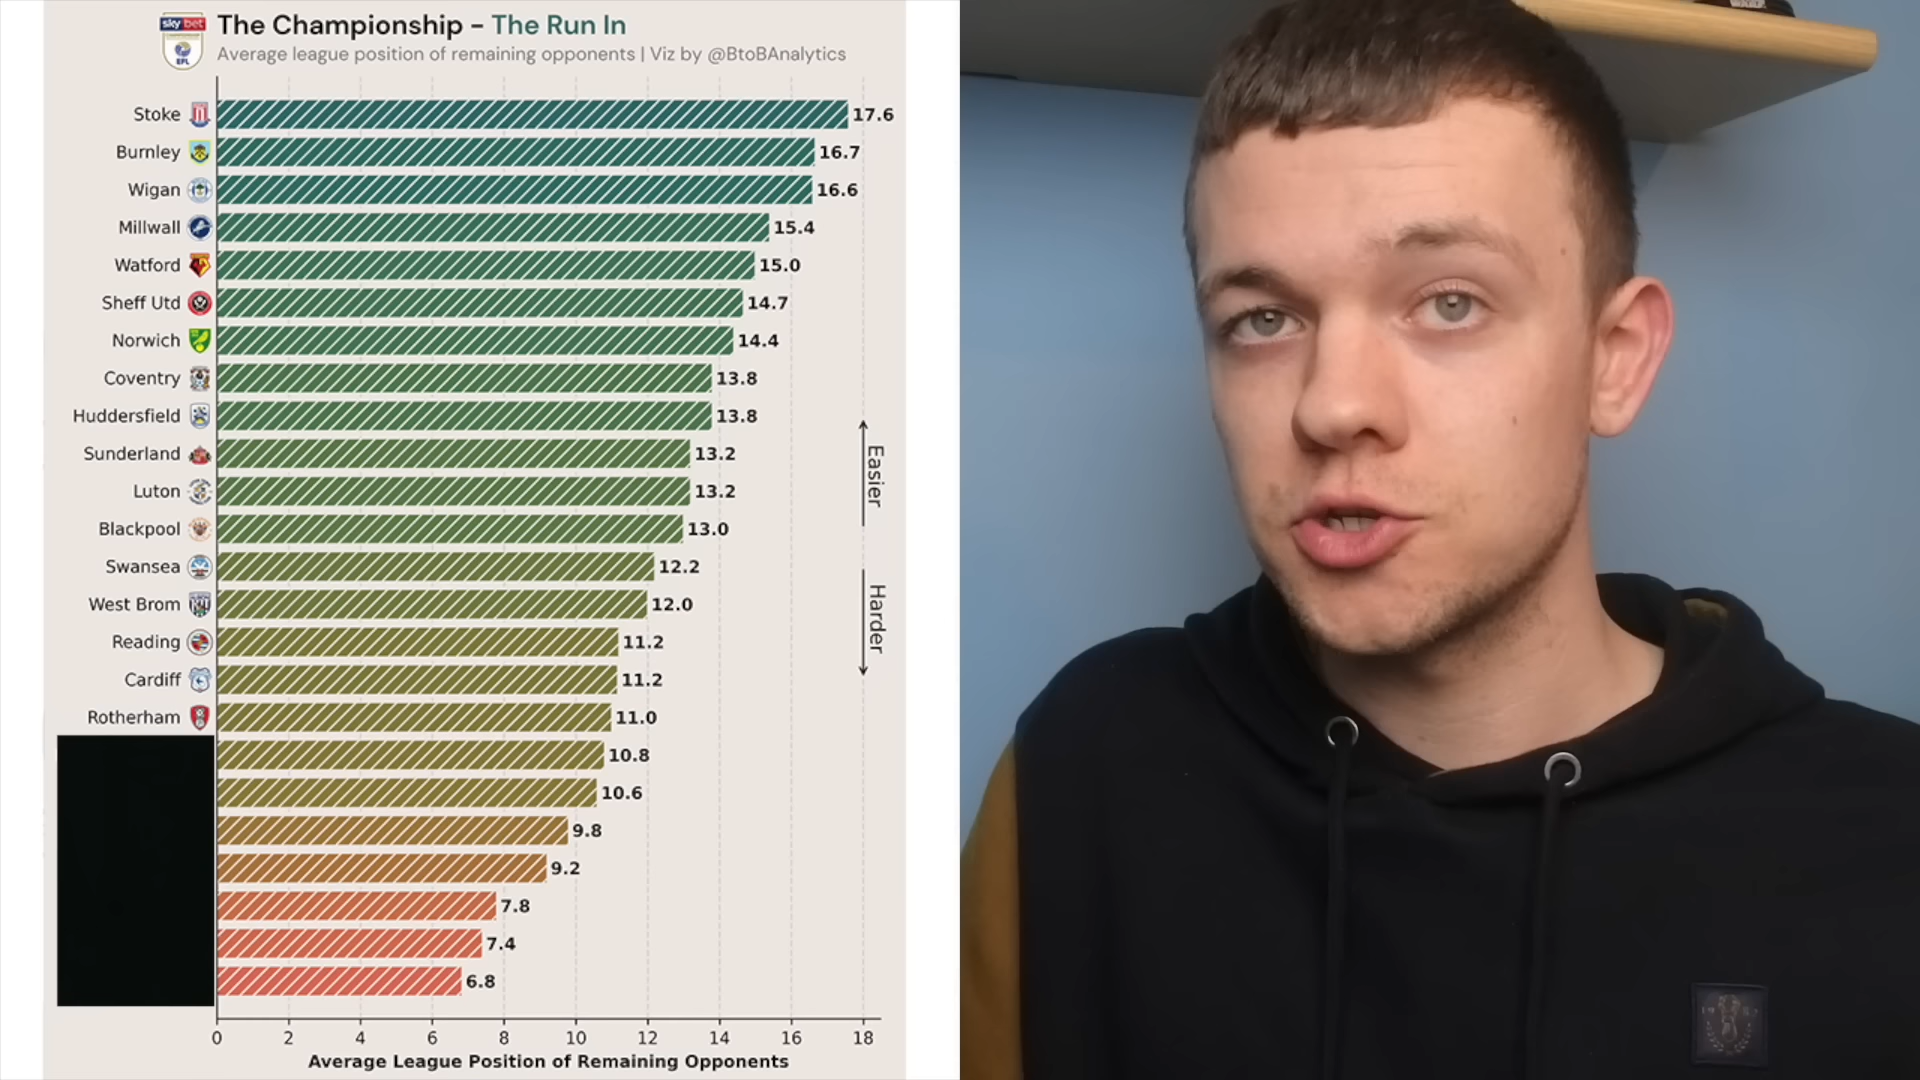 sky bet
EFL
The Championship – The Run In
Average league position of remaining opponents | Viz by @BtoBAnalytics
Stoke 17.6
Burnley 16.7
Wigan 16.6
Millwall 15.4
Watford 15.0
Sheff Utd 14.7
Norwich 14.4
Coventry 13.8
Huddersfield 13.8
Sunderland 13.2
Luton 13.2
Blackpool 13.0
Swansea 12.2
West Brom 12.0
Reading 11.2
Cardiff 11.2
Rotherham 11.0
10.8
10.6
9.8
9.2
7.8
7.4
6.8
Easier
Harder
0 2 4 6 8 10 12 14 16 18
Average League Position of Remaining Opponents